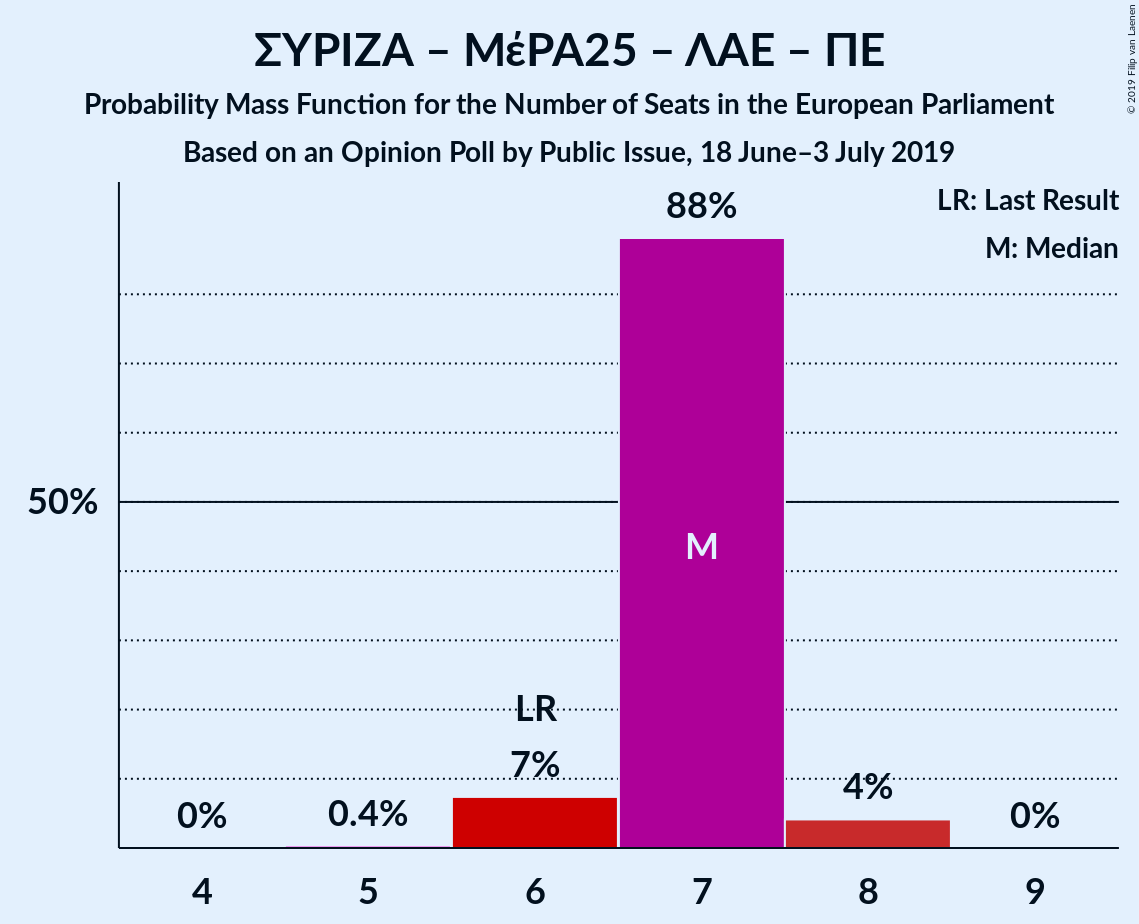 ΣΥΡΙΖΑ – ΜέΡΑ25 – ΛΑΕ – ΠΕ
Probability Mass Function for the Number of Seats in the European Parliament
Based on an Opinion Poll by Public Issue, 18 June–3 July 2019
© 2019 Filip van Laenen
LR: Last Result
M: Median
88%
50%
M
LR
7%
4%
0%
0.4%
0%
4
5
6
7
8
9